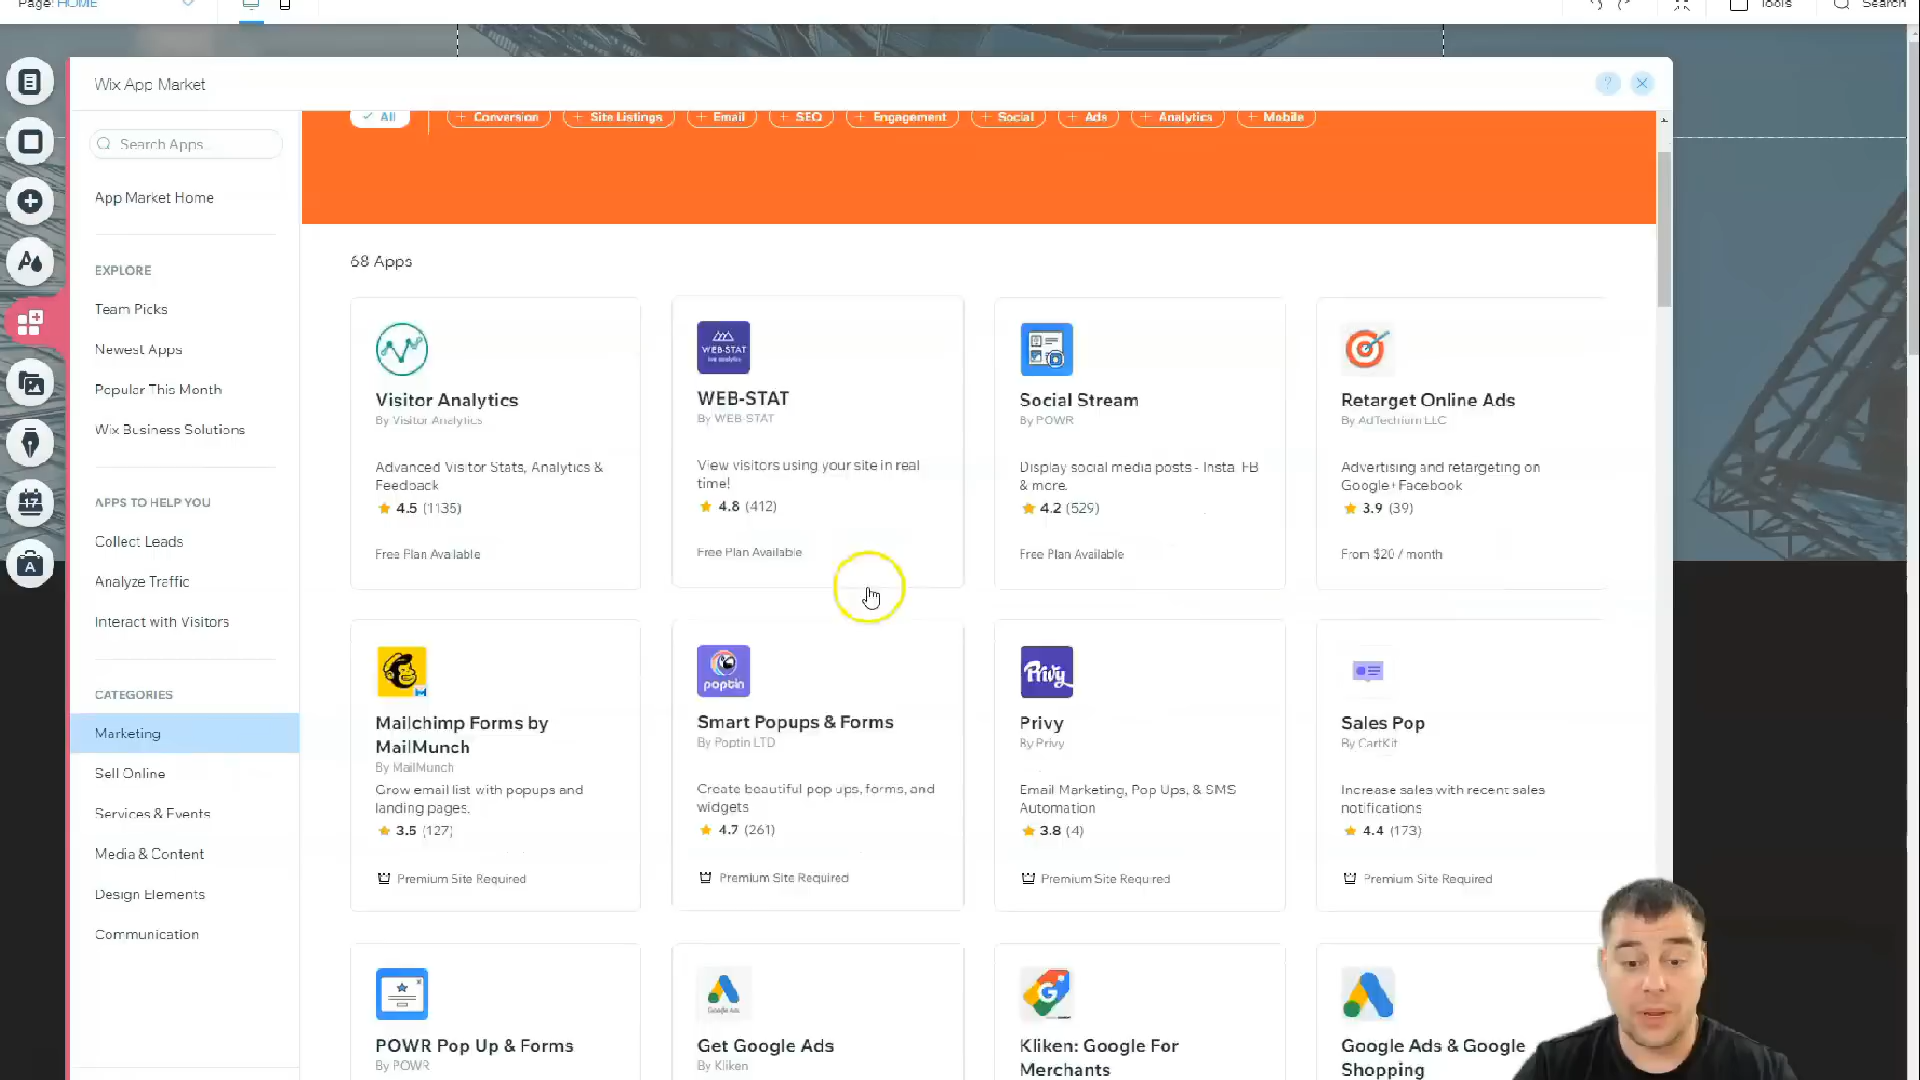 Page: HOME
Tools
Search
Wix App Market
?
Search Apps...
All
Conversion
Site Listings
Email
SEO
Engagement
Social
Ads
Analytics
Mobile
App Market Home
EXPLORE
Team Picks
Newest Apps
Popular This Month
Wix Business Solutions
APPS TO HELP YOU
Collect Leads
Analyze Traffic
Interact with Visitors
CATEGORIES
Marketing
Sell Online
Services & Events
Media & Content
Design Elements
Communication
68 Apps
Visitor Analytics
By Visitor Analytics
Advanced Visitor Stats, Analytics &
Feedback
4.5 (1135)
Free Plan Available
WEB-STAT
WEB-STAT
By WEB-STAT
View visitors using your site in real
time!
4.8 (412)
Free Plan Available
Social Stream
By POWR
Display social media posts - Insta FB
& more.
4.2 (529)
Free Plan Available
Retarget Online Ads
By AdTechrium LLC
Advertising and retargeting on
Google+Facebook
3.9 (39)
From $20 / month
Mailchimp Forms by
MailMunch
By MailMunch
Grow email list with popups and
landing pages.
3.5 (127)
Premium Site Required
poptin
Smart Popups & Forms
By Poptin LTD
Create beautiful pop ups, forms, and
widgets
4.7 (261)
Premium Site Required
Privy
Privy
By Privy
Email Marketing, Pop Ups, & SMS
Automation
3.8 (4)
Premium Site Required
Sales Pop
By CartKit
Increase sales with recent sales
notifications
4.4 (173)
Premium Site Required
POWR Pop Up & Forms
By POWR
Google Ads
Get Google Ads
By Kliken
G
Kliken: Google For
Merchants
Google Ads & Google
Shopping
17
A